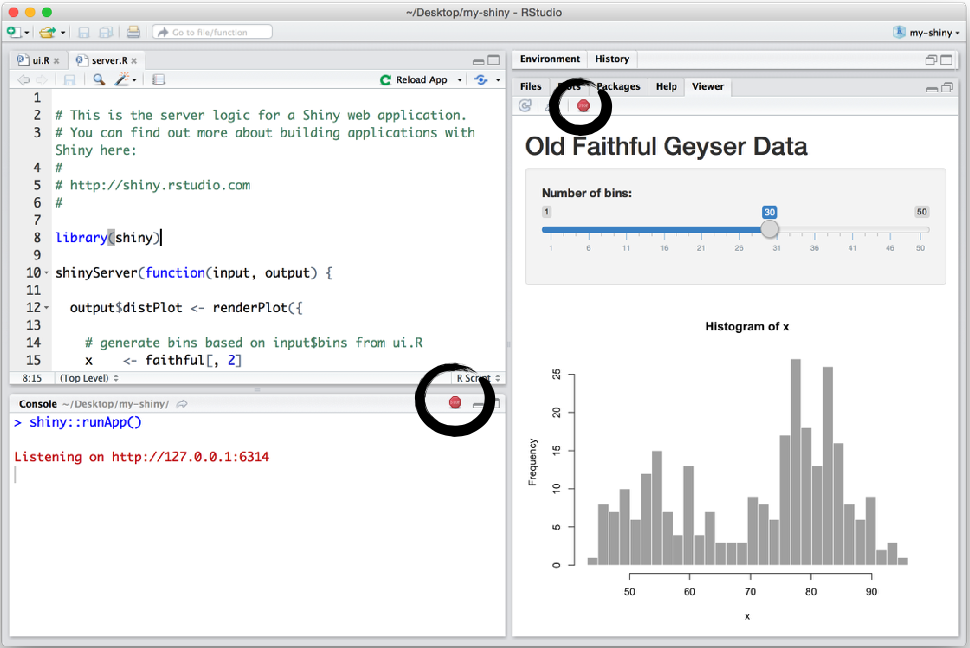 ~/Desktop/my-shiny - RStudio
Go to file/function
my-shiny
ui.R
server.R
Reload App
1
2 # This is the server logic for a Shiny web application.
3 # You can find out more about building applications with
Shiny here:
4 #
5 # http://shiny.rstudio.com
6 #
7
8 library(shiny)
9
10 shinyServer(function(input, output) {
11
12 output$distPlot <- renderPlot({
13
14 # generate bins based on input$bins from ui.R
15 x <- faithful[, 2]
8:15 (Top Level) R Script
Console ~/Desktop/my-shiny/
> shiny::runApp()
Listening on http://127.0.0.1:6314
Environment History
Files Plots Packages Help Viewer
STOP
Old Faithful Geyser Data
Number of bins:
1 30 50
1 6 11 16 21 26 31 36 41 46 50
Histogram of x
Frequency
25
20
15
10
5
0
50 60 70 80 90
x